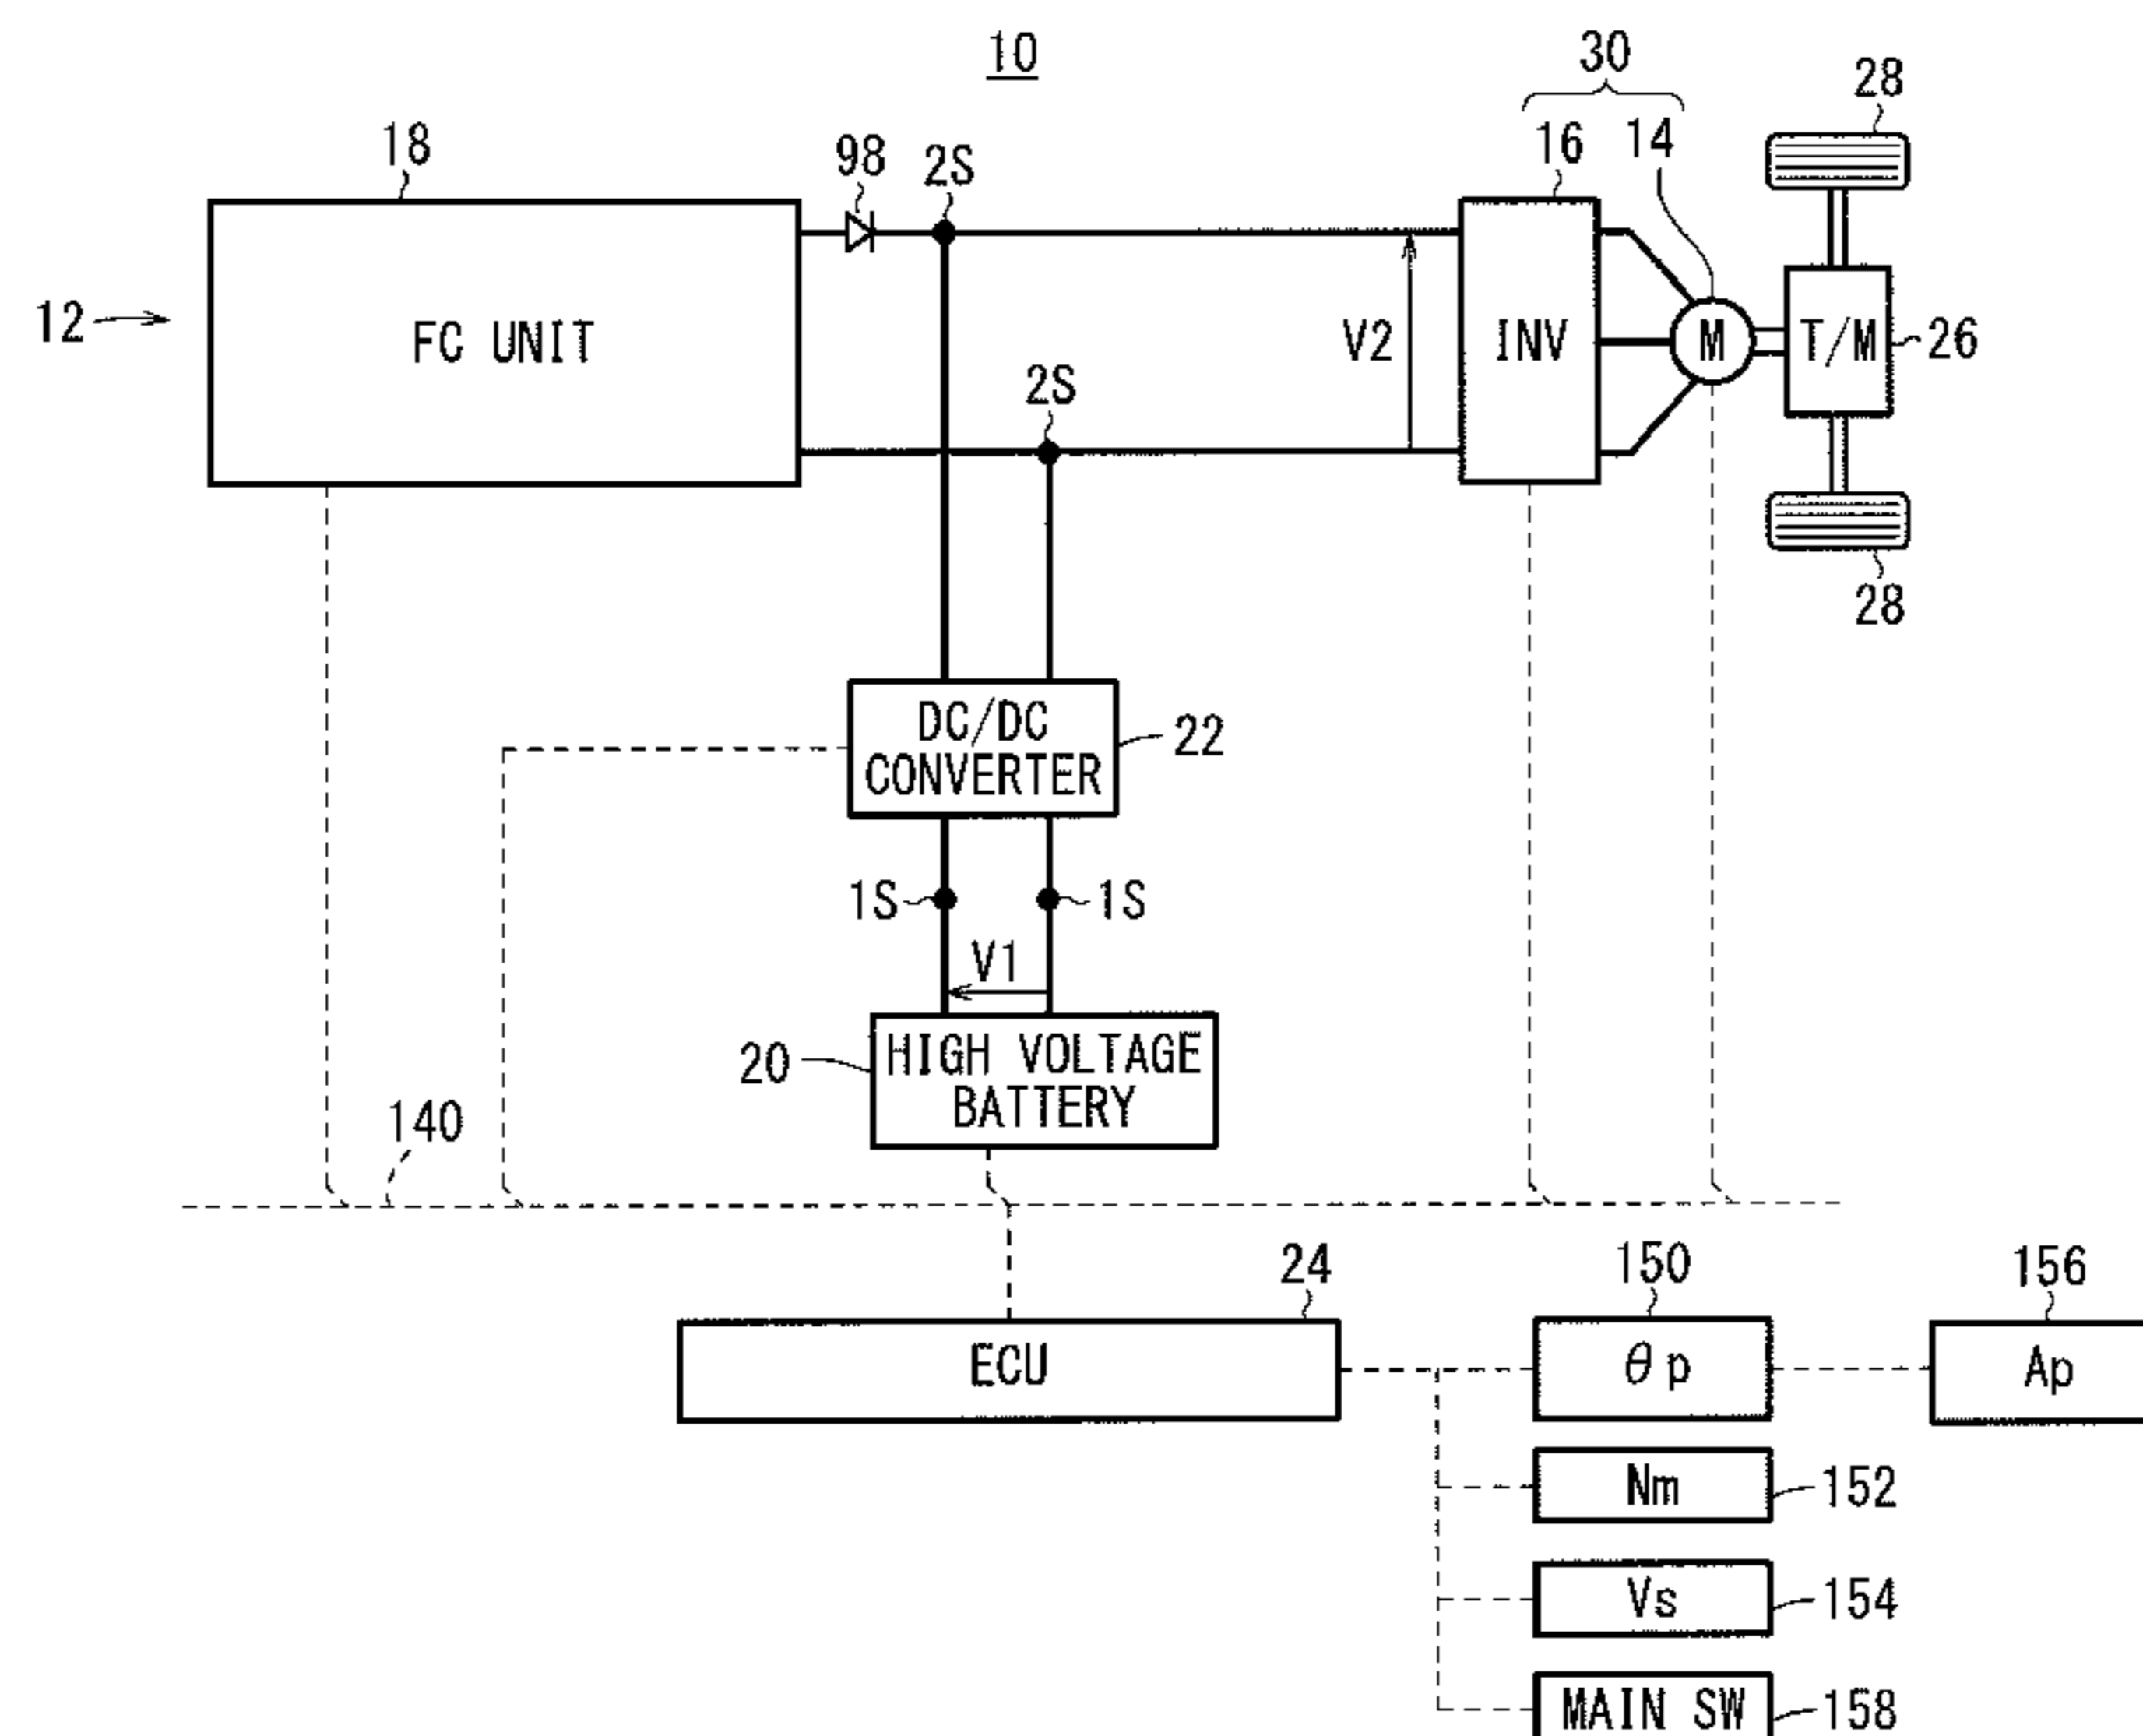 10
30
28
18
98
2S
16
14
12
FC UNIT
V2
INV
M
T/M
26
2S
28
DC/DC
CONVERTER
22
1S
1S
V1
20
HIGH VOLTAGE
BATTERY
140
24
150
156
ECU
θp
Ap
Nm
152
Vs
154
MAIN SW
158